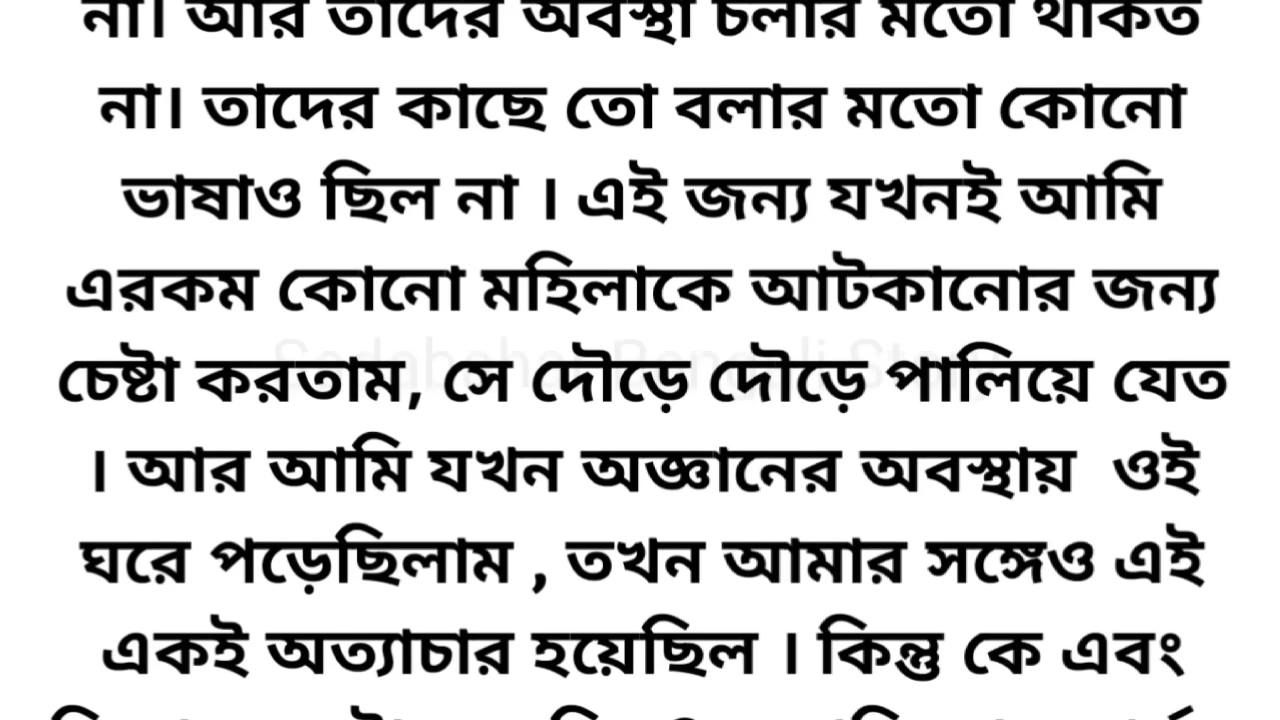 না। আর তাদের অবস্থা চলার মতো থাকত
না। তাদের কাছে তো বলার মতো কোনো
ভাষাও ছিল না । এই জন্য যখনই আমি
এরকম কোনো মহিলাকে আটকানোর জন্য
চেষ্টা করতাম, সে দৌড়ে দৌড়ে পালিয়ে যেত
। আর আমি যখন অজ্ঞানের অবস্থায় ওই
ঘরে পড়েছিলাম , তখন আমার সঙ্গেও এই
একই অত্যাচার হয়েছিল । কিন্তু কে এবং